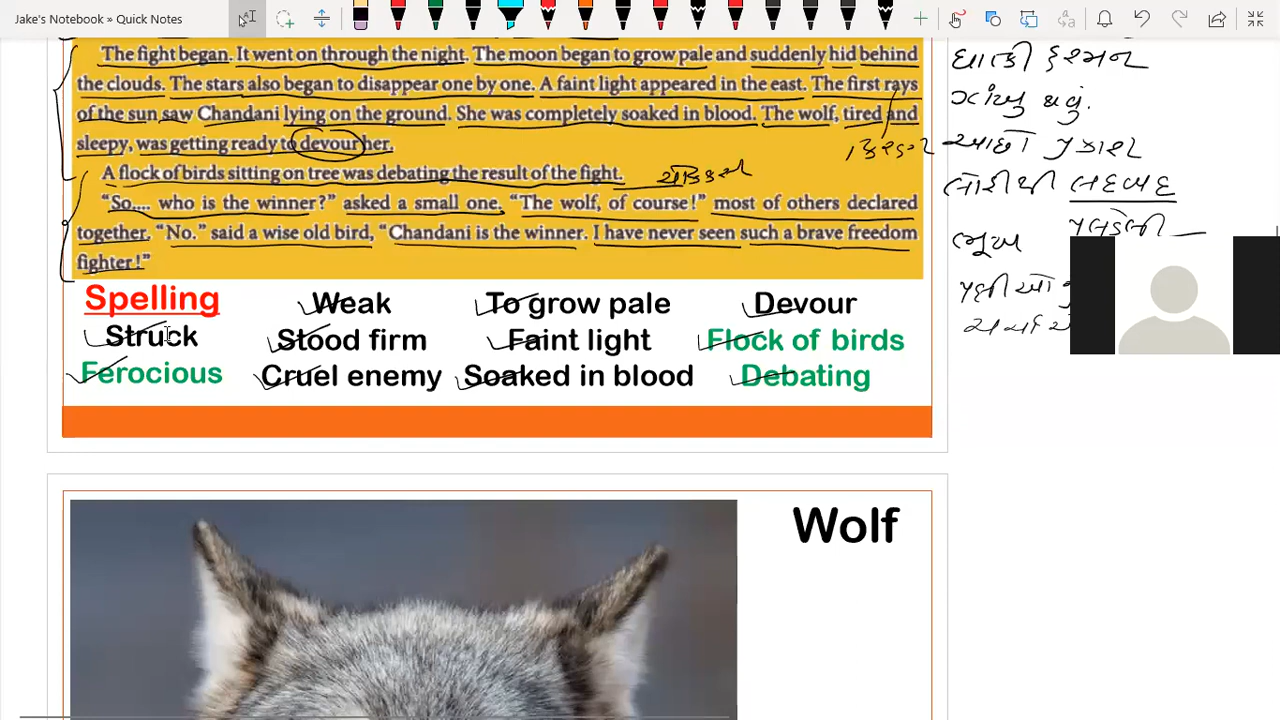 Jake's Notebook » Quick Notes
The fight began. It went on through the night. The moon began to grow pale and suddenly hid behind
the clouds. The stars also began to disappear one by one. A faint light appeared in the east. The first rays
of the sun saw Chandani lying on the ground. She was completely soaked in blood. The wolf, tired and
sleepy, was getting ready to devour her.
A flock of birds sitting on tree was debating the result of the fight.
“So.... who is the winner?” asked a small one. “The wolf, of course!” most of others declared
together. “No.” said a wise old bird, “Chandani is the winner. I have never seen such a brave freedom
fighter!”
ઘાતકી દુશ્મન
ઝાંખુ થવું.
આછો પ્રકાશ
લોહીથી લદબદ
Spelling Weak To grow pale Devour
Struck Stood firm Faint light Flock of birds
Ferocious Cruel enemy Soaked in blood Debating
Wolf